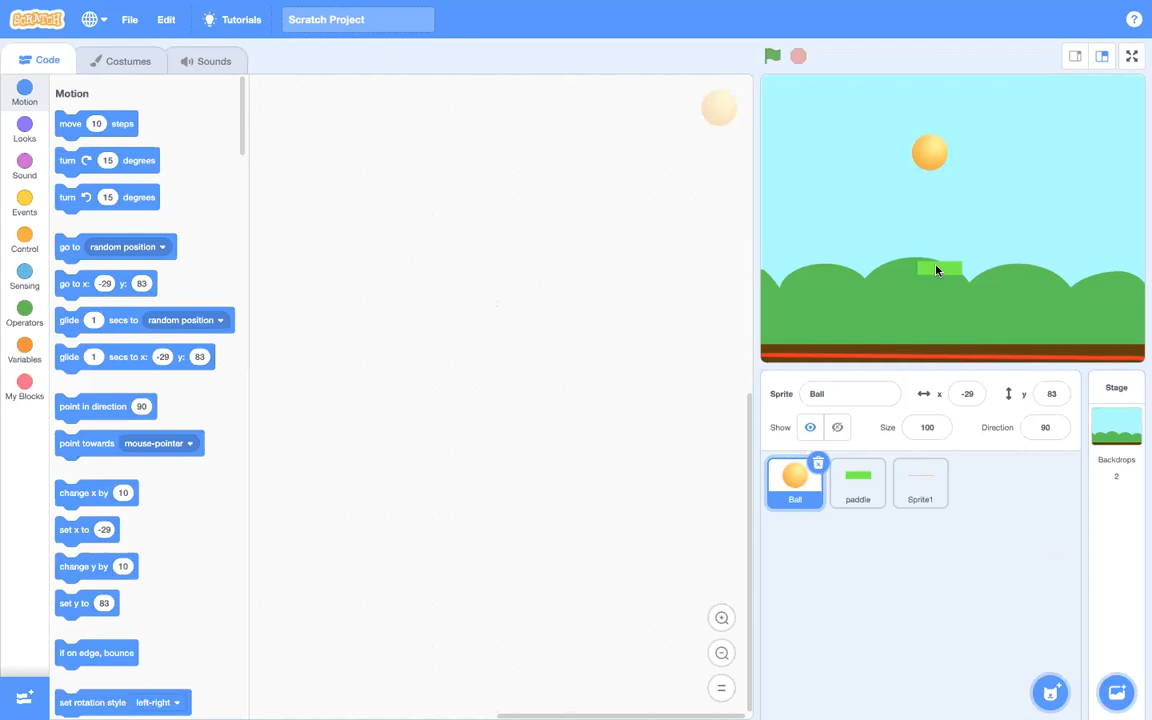 SCRATCH
File
Edit
Tutorials
Scratch Project
?
Code
Costumes
Sounds
Motion
Looks
Sound
Events
Control
Sensing
Operators
Variables
My Blocks
Motion
move 10 steps
turn 15 degrees
turn 15 degrees
go to random position
go to x: -29 y: 83
glide 1 secs to random position
glide 1 secs to x: -29 y: 83
point in direction 90
point towards mouse-pointer
change x by 10
set x to -29
change y by 10
set y to 83
if on edge, bounce
set rotation style left-right
Sprite Ball x -29 y 83
Show Size 100 Direction 90
Ball
paddle
Sprite1
Stage
Backdrops
2